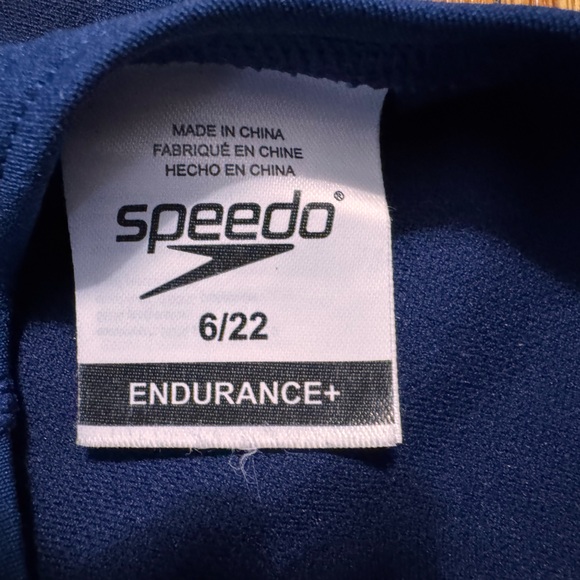 MADE IN CHINA
FABRIQUÉ EN CHINE
HECHO EN CHINA
speedo®
6/22
ENDURANCE+